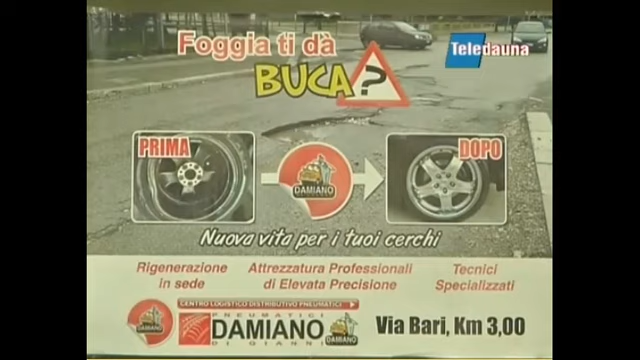 Foggia ti dà
BUCA ?
Teledauna
PRIMA
DAMIANO
DOPO
Nuova vita per i tuoi cerchi
Rigenerazione in sede
Attrezzatura Professionali di Elevata Precisione
Tecnici Specializzati
CENTRO LOGISTICO DISTRIBUTIVO PNEUMATICI
DAMIANO
PNEUMATICI
DAMIANO
DI GIANNI
DAMIANO
Via Bari, Km 3,00